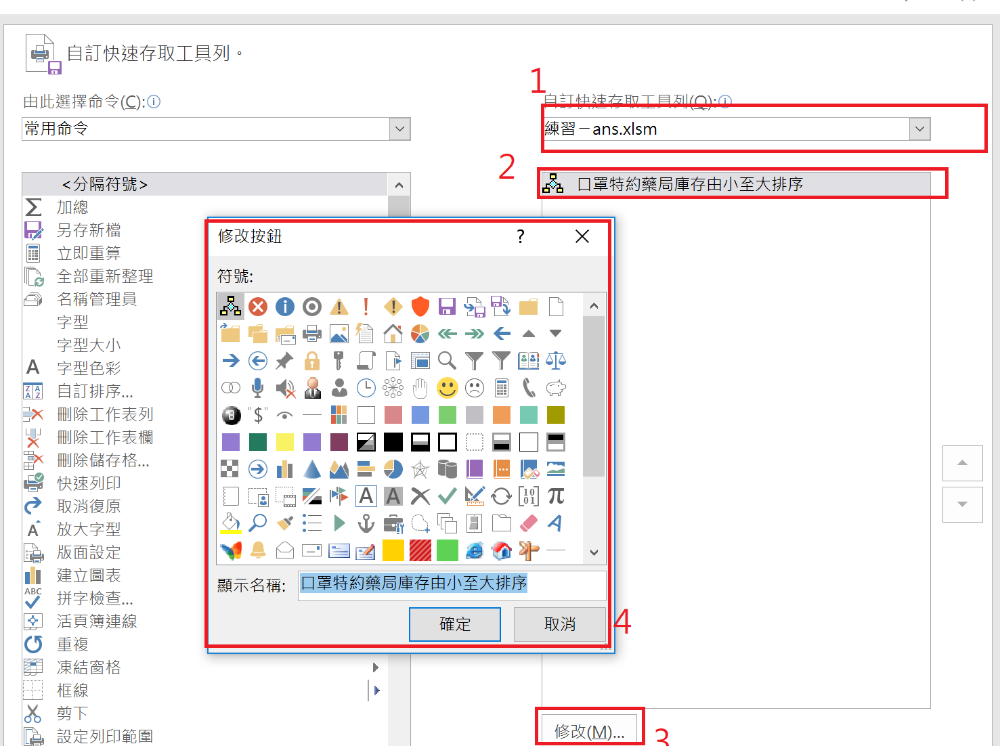 自訂快速存取工具列。
由此選擇命令(C):
常用命令
<分隔符號>
加總
另存新檔
立即重算
全部重新整理
名稱管理員
字型
字型大小
字型色彩
自訂排序...
刪除工作表列
刪除工作表欄
刪除儲存格...
快速列印
取消復原
放大字型
版面設定
建立圖表
拼字檢查...
活頁簿連線
重複
凍結窗格
框線
剪下
設定列印範圍
1
自訂快速存取工具列(Q):
練習－ans.xlsm
2
口罩特約藥局庫存由小至大排序
修改按鈕
?
符號:
顯示名稱:
口罩特約藥局庫存由小至大排序
確定
取消
4
修改(M)...
3